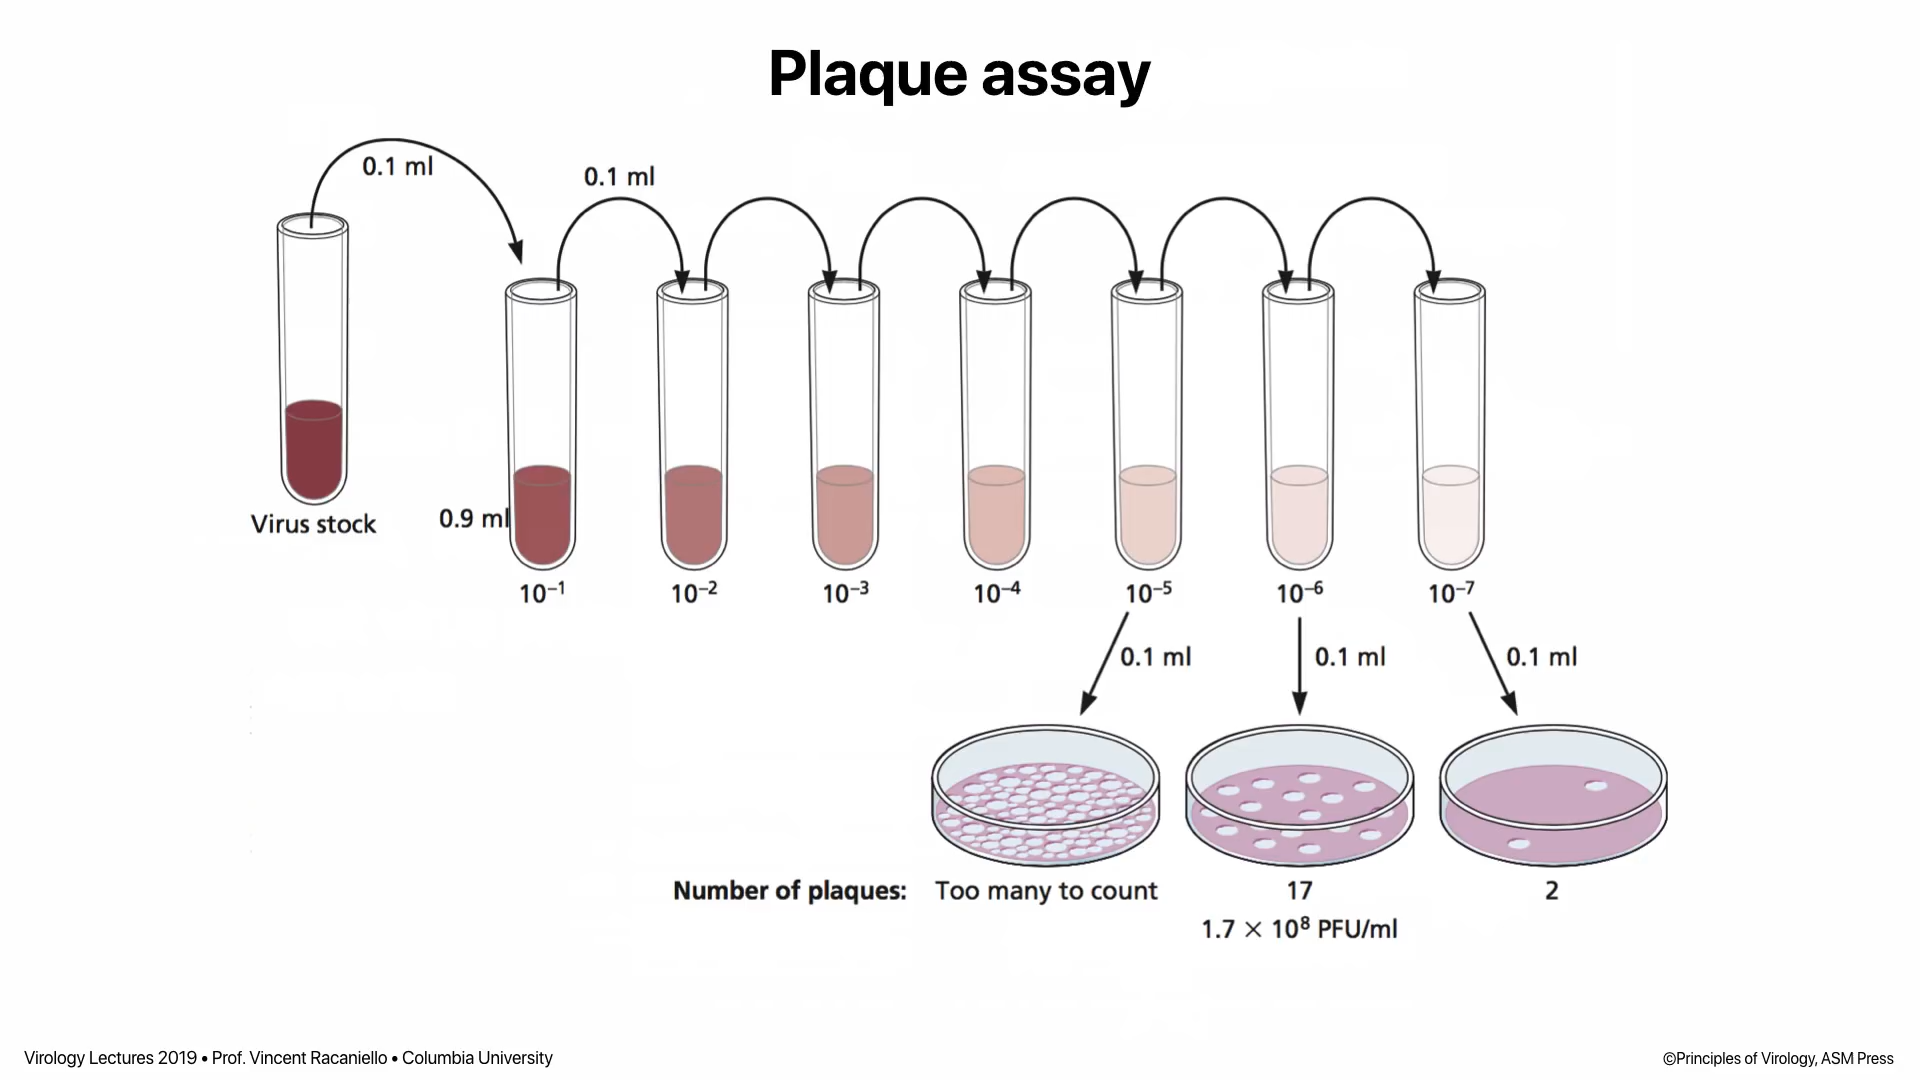 Plaque assay
0.1 ml
0.1 ml
Virus stock
0.9 ml
10⁻¹
10⁻²
10⁻³
10⁻⁴
10⁻⁵
10⁻⁶
10⁻⁷
0.1 ml
0.1 ml
0.1 ml
Number of plaques: Too many to count 17 2
1.7 × 10⁸ PFU/ml
Virology Lectures 2019 • Prof. Vincent Racaniello • Columbia University
©Principles of Virology, ASM Press